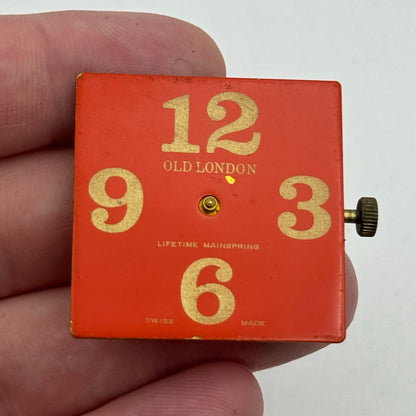 12
OLD LONDON
9 3
LIFETIME MAINSPRING
6
SWISS MADE